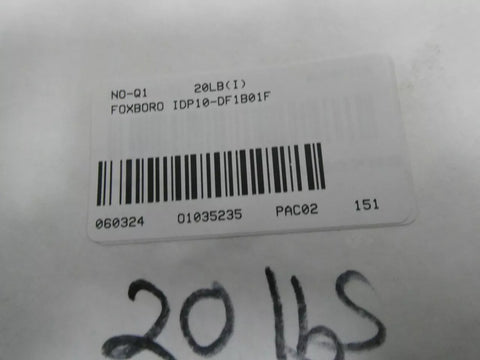 NO-Q1 20LB(I)
FOXBORO IDP10-DF1B01F
060324 01035235 PAC02 151
20 lbs